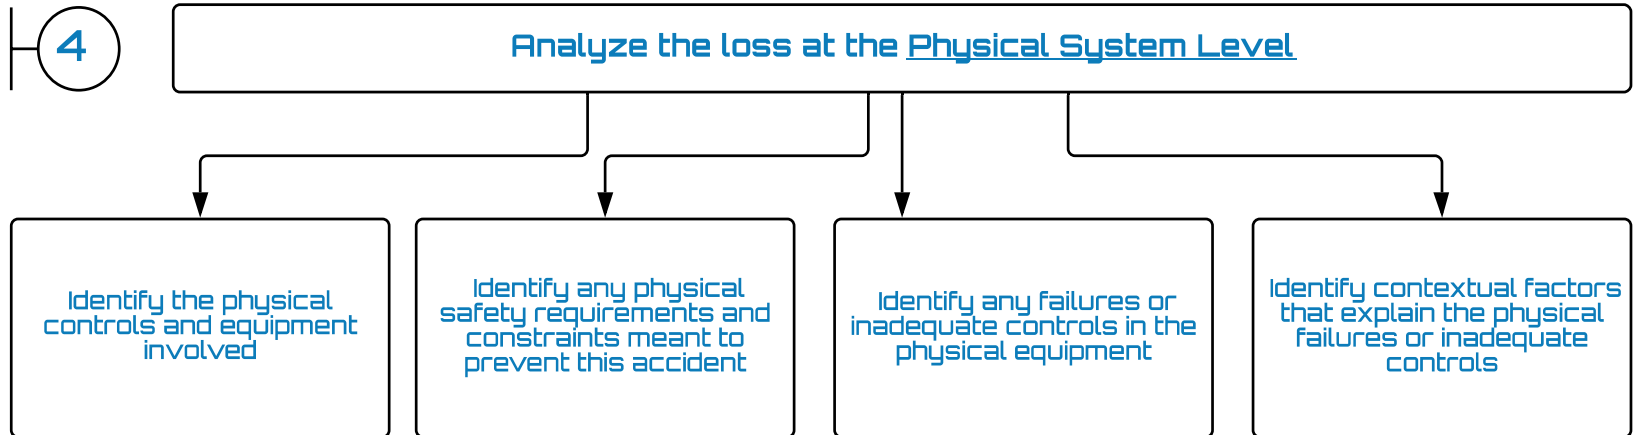 4
Analyze the loss at the Physical System Level
Identify the physical
controls and equipment
involved
Identify any physical
safety requirements and
constraints meant to
prevent this accident
Identify any failures or
inadequate controls in the
physical equipment
Identify contextual factors
that explain the physical
failures or inadequate
controls